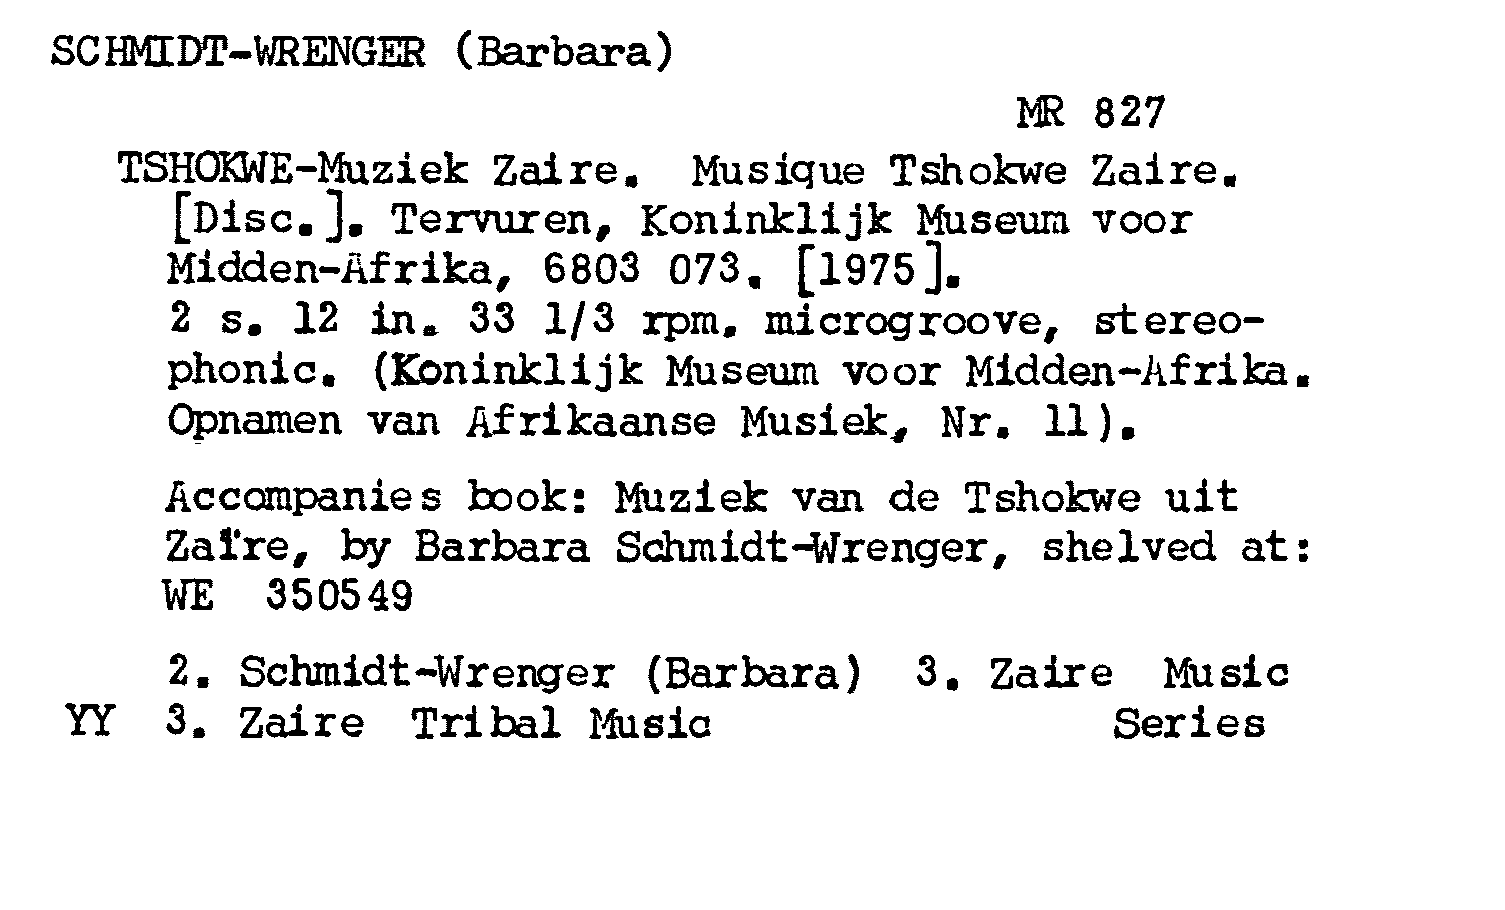 SCHMIDT-WRENGER (Barbara)
MR 827
TSHOKWE-Muziek Zaire. Musique Tshokwe Zaire.
[Disc.]. Tervuren, Koninklijk Museum voor
Midden-Afrika, 6803 073. [1975].
2 s. 12 in. 33 1/3 rpm. microgroove, stereo-
phonic. (Koninklijk Museum voor Midden-Afrika.
Opnamen van Afrikaanse Musiek, Nr. 11).
Accompanies book: Muziek van de Tshokwe uit
Zaïre, by Barbara Schmidt-Wrenger, shelved at:
WE 350549
2. Schmidt-Wrenger (Barbara) 3. Zaire Music
YY 3. Zaire Tribal Music Series